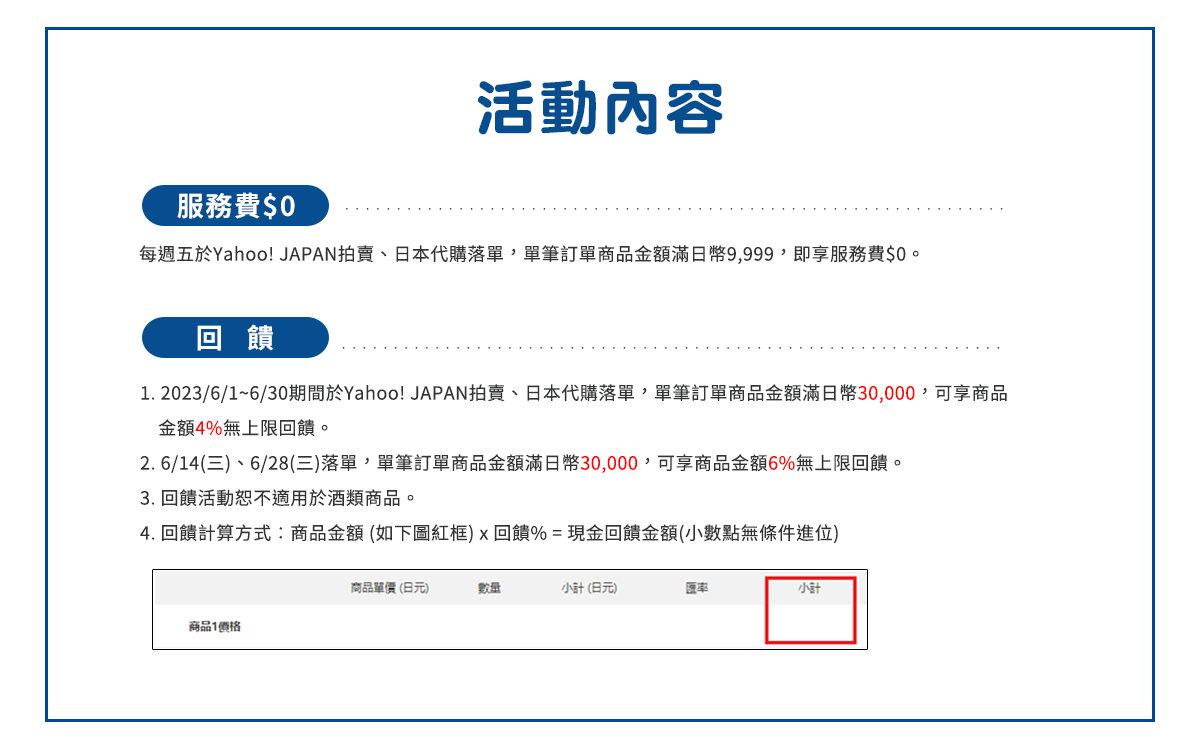 活動內容
服務費$0
每週五於Yahoo! JAPAN拍賣、日本代購落單，單筆訂單商品金額滿日幣9,999，即享服務費$0。
回 饋
1. 2023/6/1~6/30期間於Yahoo! JAPAN拍賣、日本代購落單，單筆訂單商品金額滿日幣30,000，可享商品
金額4%無上限回饋。
2. 6/14(三)、6/28(三)落單，單筆訂單商品金額滿日幣30,000，可享商品金額6%無上限回饋。
3. 回饋活動恕不適用於酒類商品。
4. 回饋計算方式：商品金額 (如下圖紅框) x 回饋% = 現金回饋金額(小數點無條件進位)
商品單價 (日元) 數量 小計 (日元) 匯率 小計
商品1價格